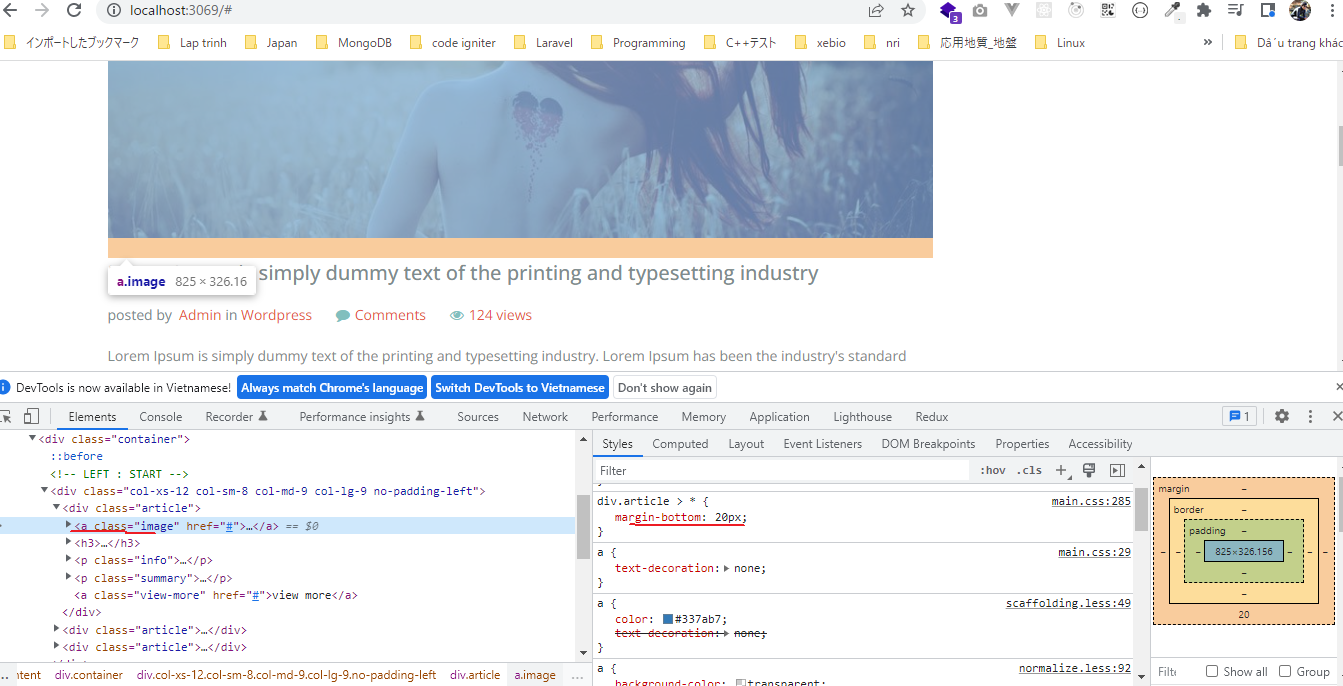 localhost:3069/#
3
インポートしたブックマーク Lap trinh Japan MongoDB code igniter Laravel Programming C++テスト xebio nri 応用地質_地盤 Linux » Dâ´u trang khác
simply dummy text of the printing and typesetting industry
a.image 825 × 326.16
posted by Admin in Wordpress Comments 124 views
Lorem Ipsum is simply dummy text of the printing and typesetting industry. Lorem Ipsum has been the industry's standard
DevTools is now available in Vietnamese! Always match Chrome's language Switch DevTools to Vietnamese Don't show again
Elements Console Recorder Performance insights Sources Network Performance Memory Application Lighthouse Redux 1
<div class="container">
::before
<!-- LEFT : START -->
<div class="col-xs-12 col-sm-8 col-md-9 col-lg-9 no-padding-left">
<div class="article">
<a class="image" href="#">…</a> == $0
<h3>…</h3>
<p class="info">…</p>
<p class="summary">…</p>
<a class="view-more" href="#">view more</a>
</div>
<div class="article">…</div>
<div class="article">…</div>
.. ntent div.container div.col-xs-12.col-sm-8.col-md-9.col-lg-9.no-padding-left div.article a.image ...
Styles Computed Layout Event Listeners DOM Breakpoints Properties Accessibility
Filter :hov .cls
div.article > * { main.css:285
margin-bottom: 20px;
}
a { main.css:29
text-decoration: none;
}
a { scaffolding.less:49
color: #337ab7;
text-decoration: none;
}
a { normalize.less:92
background-color: transparent;
margin –
border –
padding –
– – – 825×326.156 – – –
–
–
20
Filte Show all Group